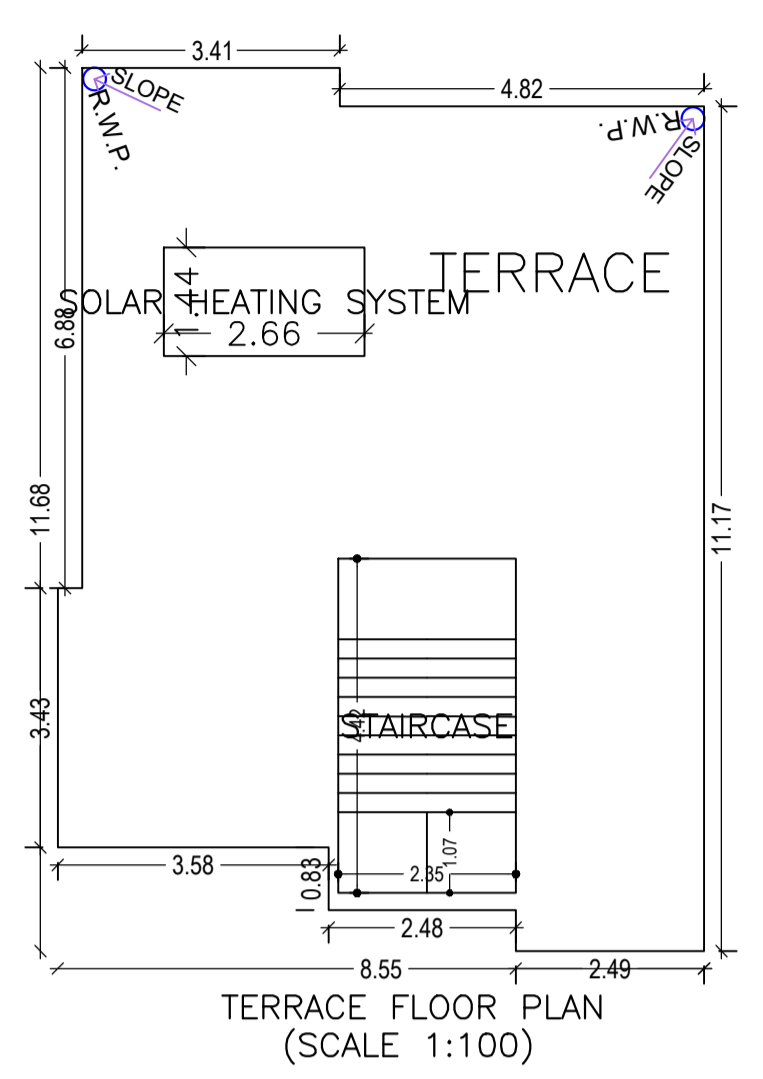 3.41
4.82
SLOPE
R.W.P.
R.W.P.
SLOPE
TERRACE
1.44
SOLAR HEATING SYSTEM
2.66
6.88
11.68
11.17
3.43
4.42
STAIRCASE
1.07
2.35
3.58
0.83
2.48
8.55
2.49
TERRACE FLOOR PLAN
(SCALE 1:100)